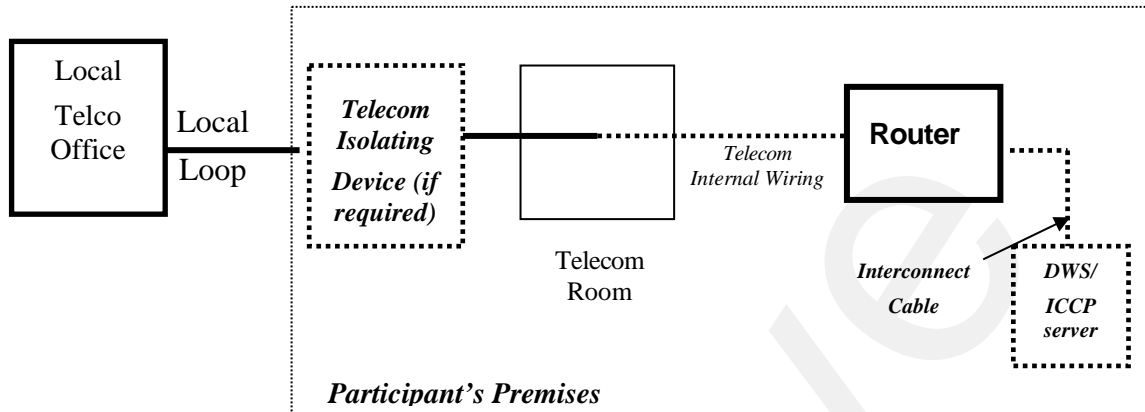 Local
Telco
Office
Local
Loop
Telecom
Isolating
Device (if
required)
Telecom
Room
Telecom
Internal Wiring
Router
Interconnect
Cable
DWS/
ICCP
server
Participant's Premises